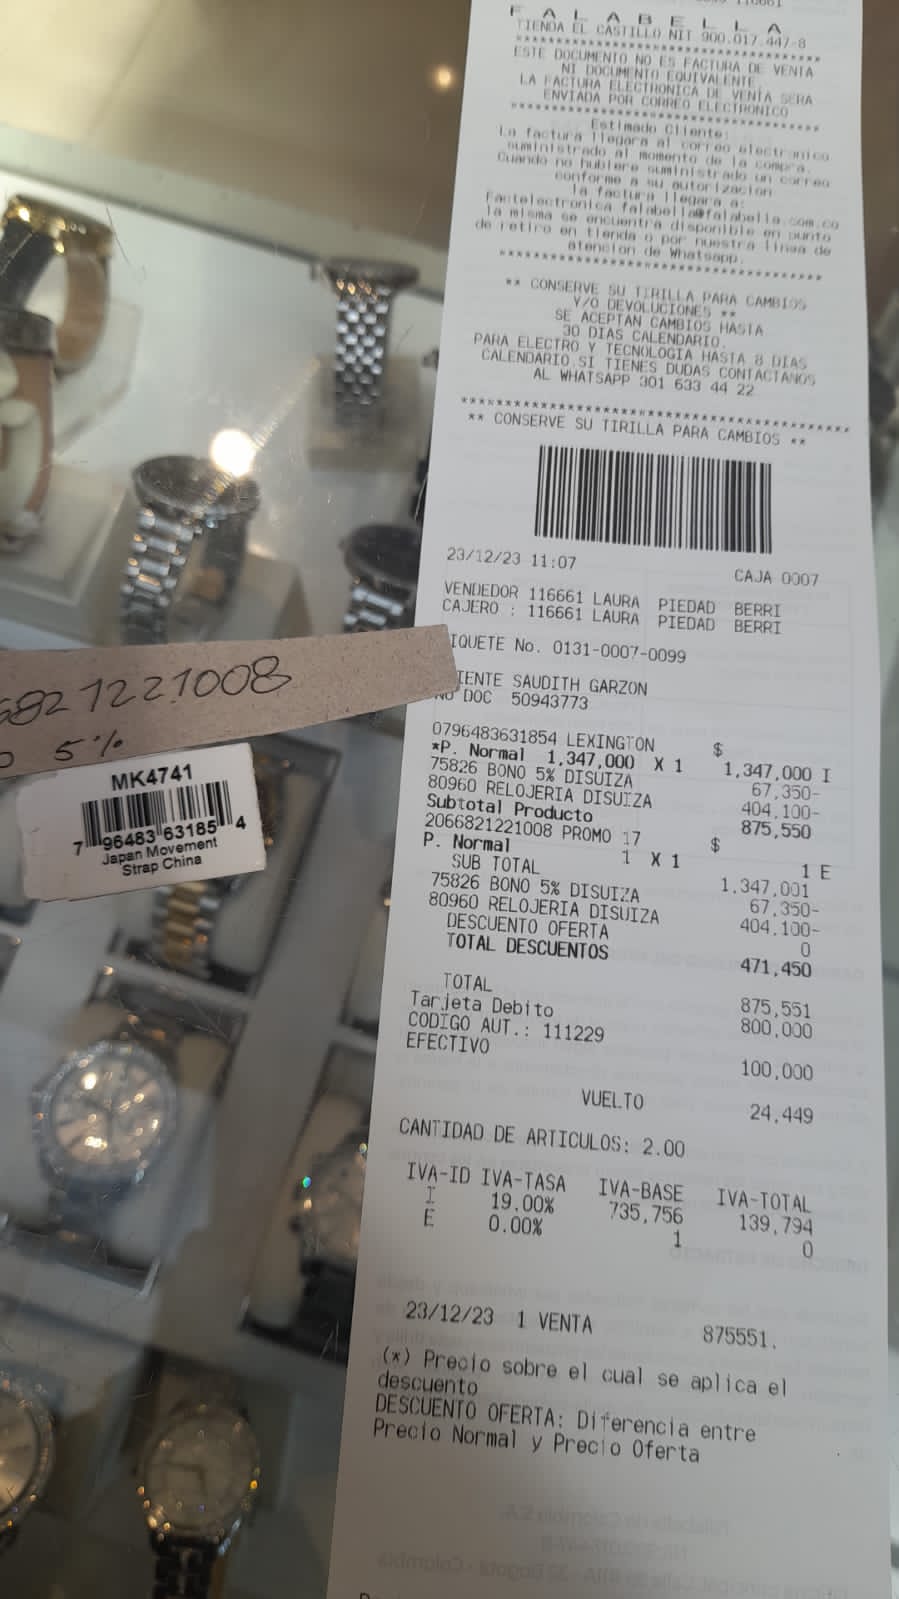 F A L A B E L L A
TIENDA EL CASTILLO NIT 900.017.447-8
****************************************
ESTE DOCUMENTO NO ES FACTURA DE VENTA
NI DOCUMENTO EQUIVALENTE.
LA FACTURA ELECTRONICA DE VENTA SERA
ENVIADA POR CORREO ELECTRONICO
****************************************
Estimado Cliente:
La factura llegara al correo electronico
suministrado al momento de la compra.
Cuando no hubiere suministrado un correo
conforme a su autorizacion
la factura llegara a:
Factelectronica falabella@falabella.com.co
la misma se encuentra disponible en punto
de retiro en tienda o por nuestra linea de
atencion de Whatsapp.
****************************************
** CONSERVE SU TIRILLA PARA CAMBIOS
Y/O DEVOLUCIONES **
SE ACEPTAN CAMBIOS HASTA
30 DIAS CALENDARIO.
PARA ELECTRO Y TECNOLOGIA HASTA 8 DIAS
CALENDARIO.SI TIENES DUDAS CONTACTANOS
AL WHATSAPP 301 633 44 22
****************************************
** CONSERVE SU TIRILLA PARA CAMBIOS **
23/12/23 11:07 CAJA 0007
VENDEDOR 116661 LAURA PIEDAD BERRI
CAJERO : 116661 LAURA PIEDAD BERRI
IQUETE No. 0131-0007-0099
IENTE SAUDITH GARZON
NO DOC 50943773
0796483631854 LEXINGTON $
*P. Normal 1,347,000 X 1 1,347,000 I
75826 BONO 5% DISUIZA 67,350-
80960 RELOJERIA DISUIZA 404,100-
Subtotal Producto 875,550
2066821221008 PROMO 17 $
P. Normal 1 X 1 1 E
SUB TOTAL 1,347,001
75826 BONO 5% DISUIZA 67,350-
80960 RELOJERIA DISUIZA 404,100-
DESCUENTO OFERTA 0
TOTAL DESCUENTOS 471,450
TOTAL 875,551
Tarjeta Debito 800,000
CODIGO AUT.: 111229
EFECTIVO 100,000
VUELTO 24,449
CANTIDAD DE ARTICULOS: 2.00
IVA-ID IVA-TASA IVA-BASE IVA-TOTAL
I 19.00% 735,756 139,794
E 0.00% 1 0
23/12/23 1 VENTA 875551.
(*) Precio sobre el cual se aplica el
descuento
DESCUENTO OFERTA: Diferencia entre
Precio Normal y Precio Oferta
6821221008
5%
MK4741
7 96483 63185 4
Japan Movement
Strap China